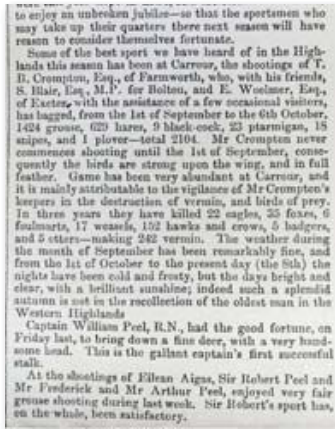 to enjoy an unbroken jubilee—so that the sportsmen who
may take up their quarters there next season will have
reason to consider themselves fortunate.
Some of the best sport we have heard of in the High-
lands this season has been at Carrour, the shootings of T.
B. Crompton, Esq., of Farnworth, who, with his friends,
S. Blair, Esq., M.P. for Bolton, and E. Woolmer, Esq.
of Exeter, with the assistance of a few occasional visiters,
has bagged, from the 1st of September to the 6th October,
1424 grouse, 629 hares, 9 black-cock, 23 ptarmigan, 18
snipes, and 1 plover—total 2104. Mr Crompton never
commences shooting until the 1st of September, conse-
quently the birds are strong upon the wing, and in full
feather. Game has been very abundant at Carrour, and
it is mainly attributable to the vigilance of Mr Crompton's
keepers in the destruction of vermin, and birds of prey.
In three years they have killed 22 eagles, 35 foxes, 6
foulmarts, 17 weasels, 152 hawks and crows, 5 badgers,
and 5 otters—making 242 vermin. The weather during
the month of September has been remarkably fine, and
from the 1st of October to the present day (the 8th) the
nights have been cold and frosty, but the days bright and
clear, with a brilliant sunshine; indeed such a splendid
autumn is not in the recollection of the oldest man in the
Western Highlands
Captain William Peel, R.N., had the good fortune, on
Friday last, to bring down a fine deer, with a very hand-
some head. This is the gallant captain's first successful
stalk.
At the shootings of Eilean Aigas, Sir Robert Peel and
Mr Frederick and Mr Arthur Peel, enjoyed very fair
grouse shooting during last week. Sir Robert's sport has,
on the whole, been satisfactory.